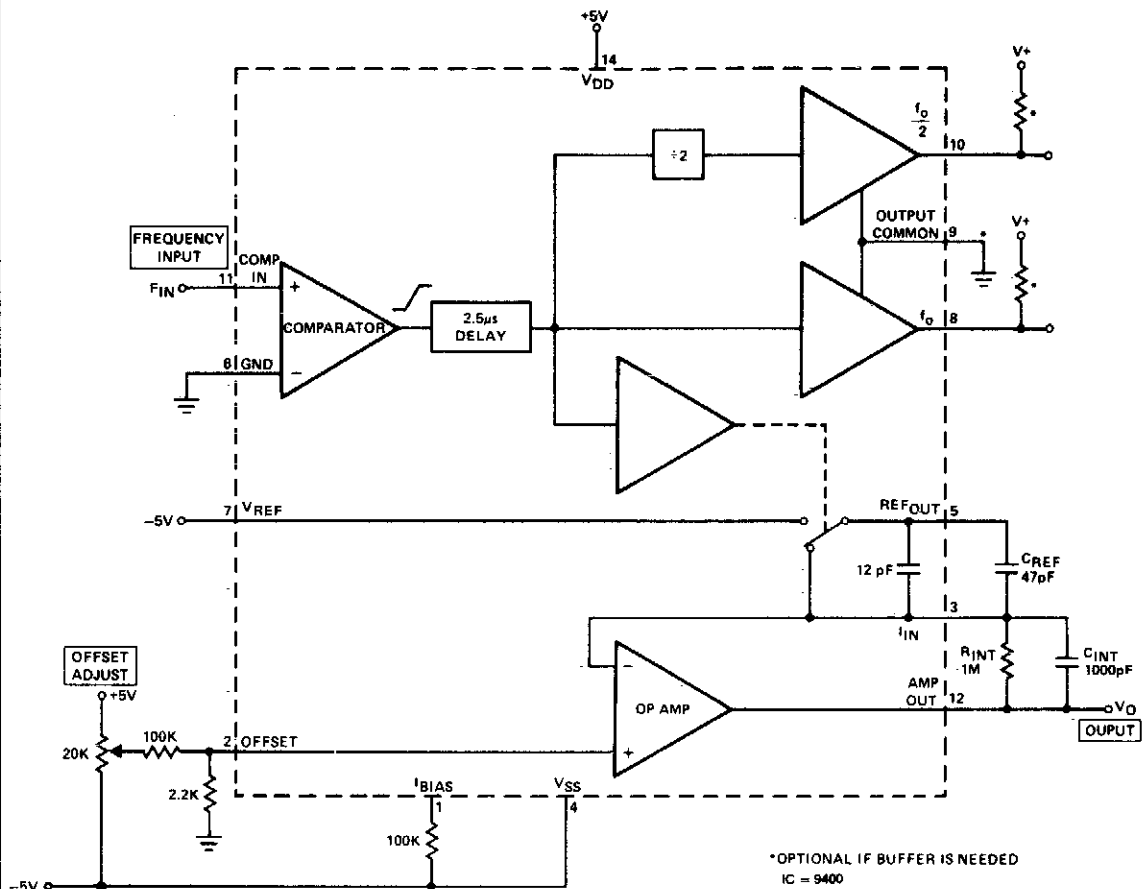 +5V
14
VDD
V+
*
fo
2
10
÷2
OUTPUT
COMMON
9
*
V+
*
FREQUENCY
INPUT
COMP
IN
11
FIN
+
COMPARATOR
2.5µs
DELAY
fo
8
6
GND
−
7
VREF
−5V
REFOUT
5
12 pF
CREF
47pF
3
IIN
RINT
1M
CINT
1000pF
−
OP AMP
+
AMP
OUT
12
VO
OUPUT
OFFSET
ADJUST
+5V
20K
100K
2
OFFSET
2.2K
IBIAS
1
VSS
4
100K
−5V
*OPTIONAL IF BUFFER IS NEEDED
IC = 9400